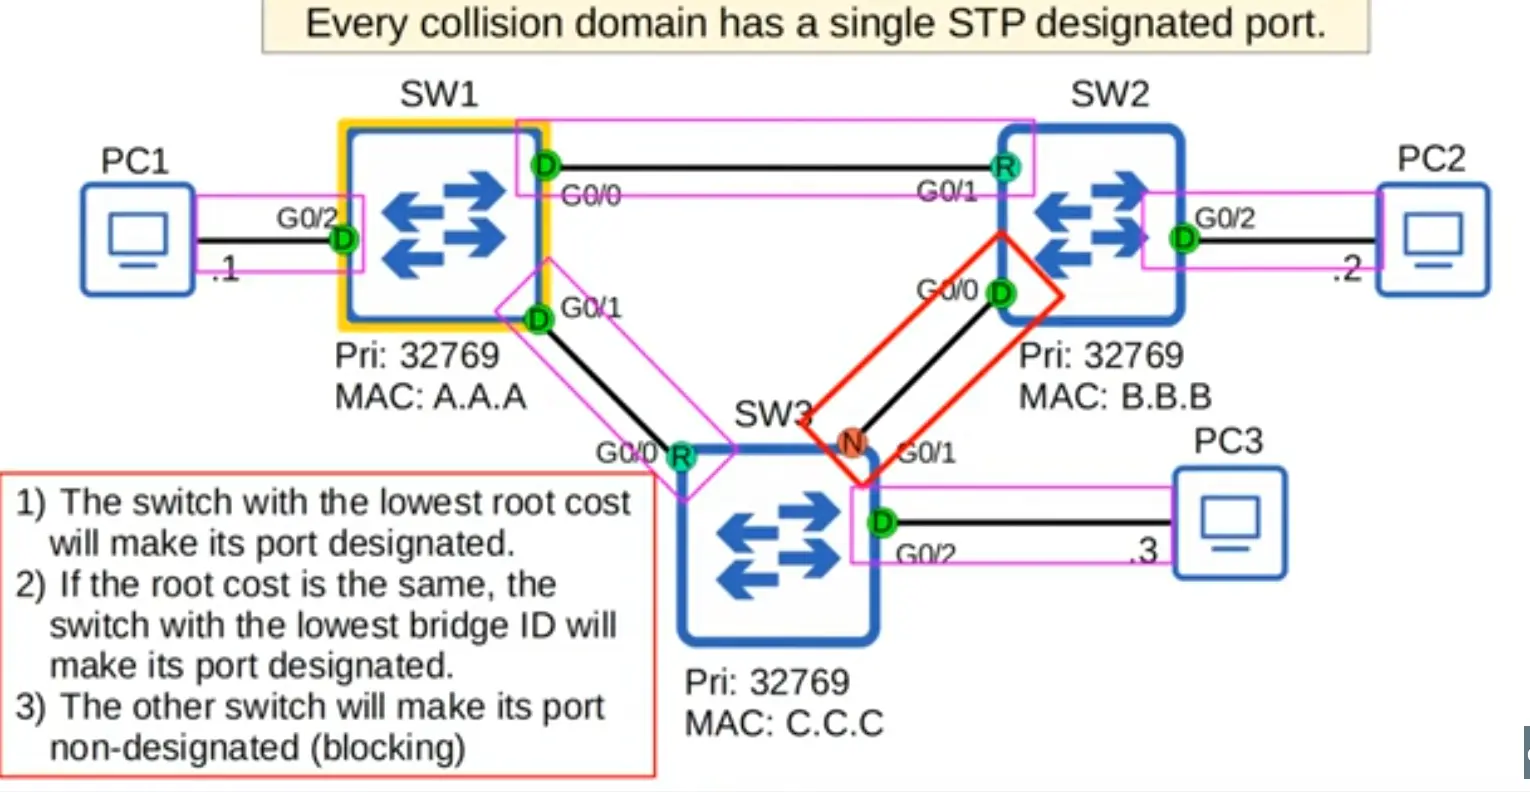 Every collision domain has a single STP designated port.
SW1
SW2
PC1
PC2
D
R
G0/0
G0/1
G0/2
D
.1
D
G0/2
.2
G0/0
D
D
G0/1
Pri: 32769
MAC: A.A.A
Pri: 32769
MAC: B.B.B
SW3
N
G0/1
PC3
G0/0
R
D
G0/2
.3
1) The switch with the lowest root cost
will make its port designated.
2) If the root cost is the same, the
switch with the lowest bridge ID will
make its port designated.
3) The other switch will make its port
non-designated (blocking)
Pri: 32769
MAC: C.C.C